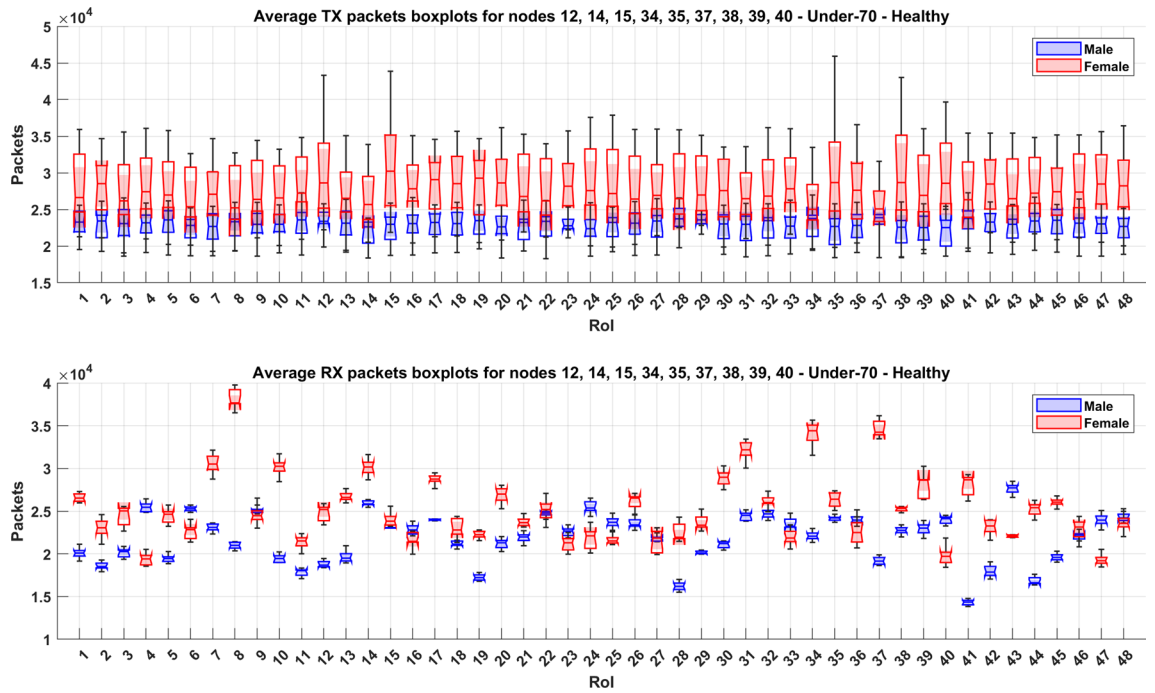 Average TX packets boxplots for nodes 12, 14, 15, 34, 35, 37, 38, 39, 40 - Under-70 - Healthy
×10⁴
5
4.5
4
3.5
3
2.5
2
1.5
Packets
Male
Female
1 2 3 4 5 6 7 8 9 10 11 12 13 14 15 16 17 18 19 20 21 22 23 24 25 26 27 28 29 30 31 32 33 34 35 36 37 38 39 40 41 42 43 44 45 46 47 48
RoI
Average RX packets boxplots for nodes 12, 14, 15, 34, 35, 37, 38, 39, 40 - Under-70 - Healthy
×10⁴
4
3.5
3
2.5
2
1.5
1
Packets
Male
Female
1 2 3 4 5 6 7 8 9 10 11 12 13 14 15 16 17 18 19 20 21 22 23 24 25 26 27 28 29 30 31 32 33 34 35 36 37 38 39 40 41 42 43 44 45 46 47 48
RoI